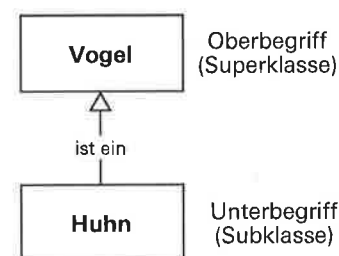 Vogel
Oberbegriff
(Superklasse)
ist ein
Huhn
Unterbegriff
(Subklasse)